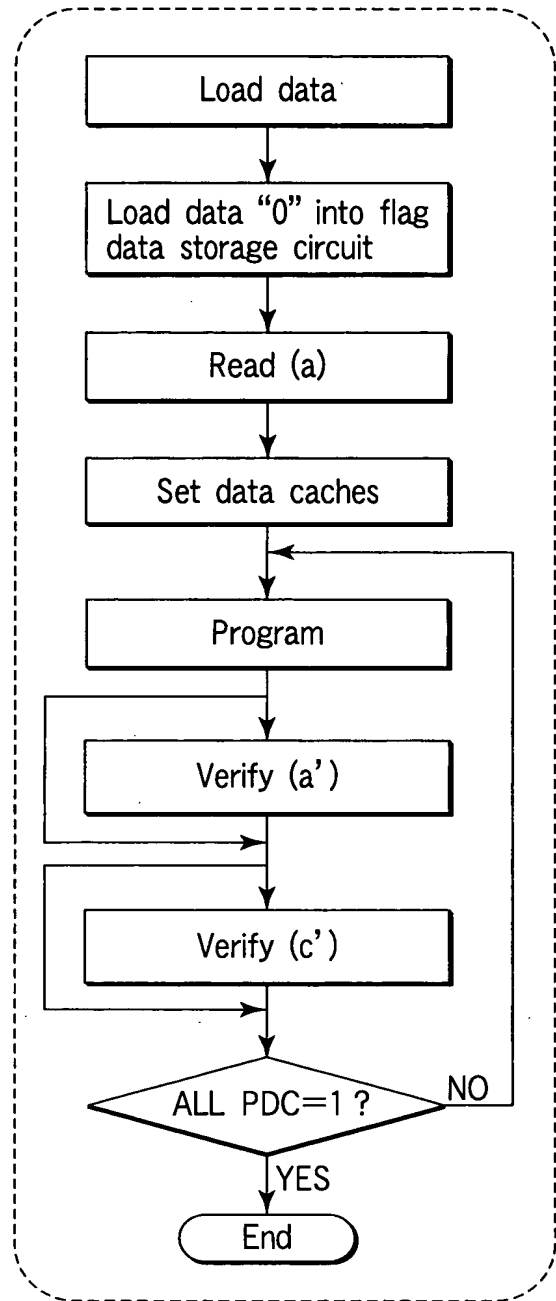 Load data
Load data “0” into flag
data storage circuit
Read (a)
Set data caches
Program
Verify (a’)
Verify (c’)
ALL PDC=1 ?
NO
YES
End